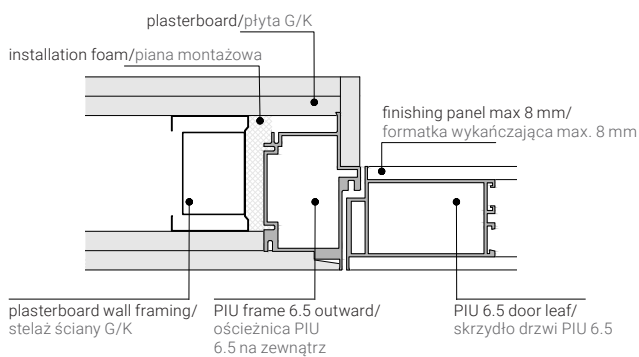 plasterboard/płyta G/K
installation foam/piana montażowa
finishing panel max 8 mm/
formatka wykańczająca max. 8 mm
plasterboard wall framing/
stelaż ściany G/K
PIU frame 6.5 outward/
ościeżnica PIU
6.5 na zewnątrz
PIU 6.5 door leaf/
skrzydło drzwi PIU 6.5